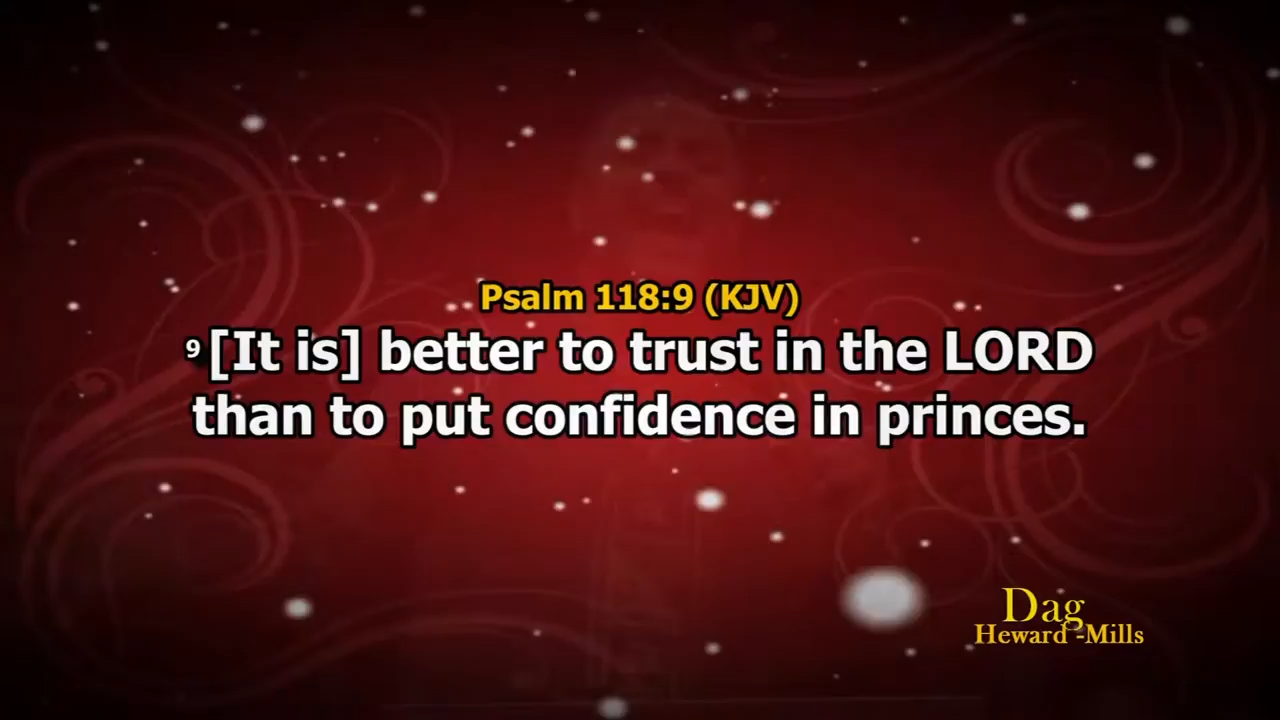 Psalm 118:9 (KJV)
9 [It is] better to trust in the LORD
than to put confidence in princes.
Dag
Heward -Mills